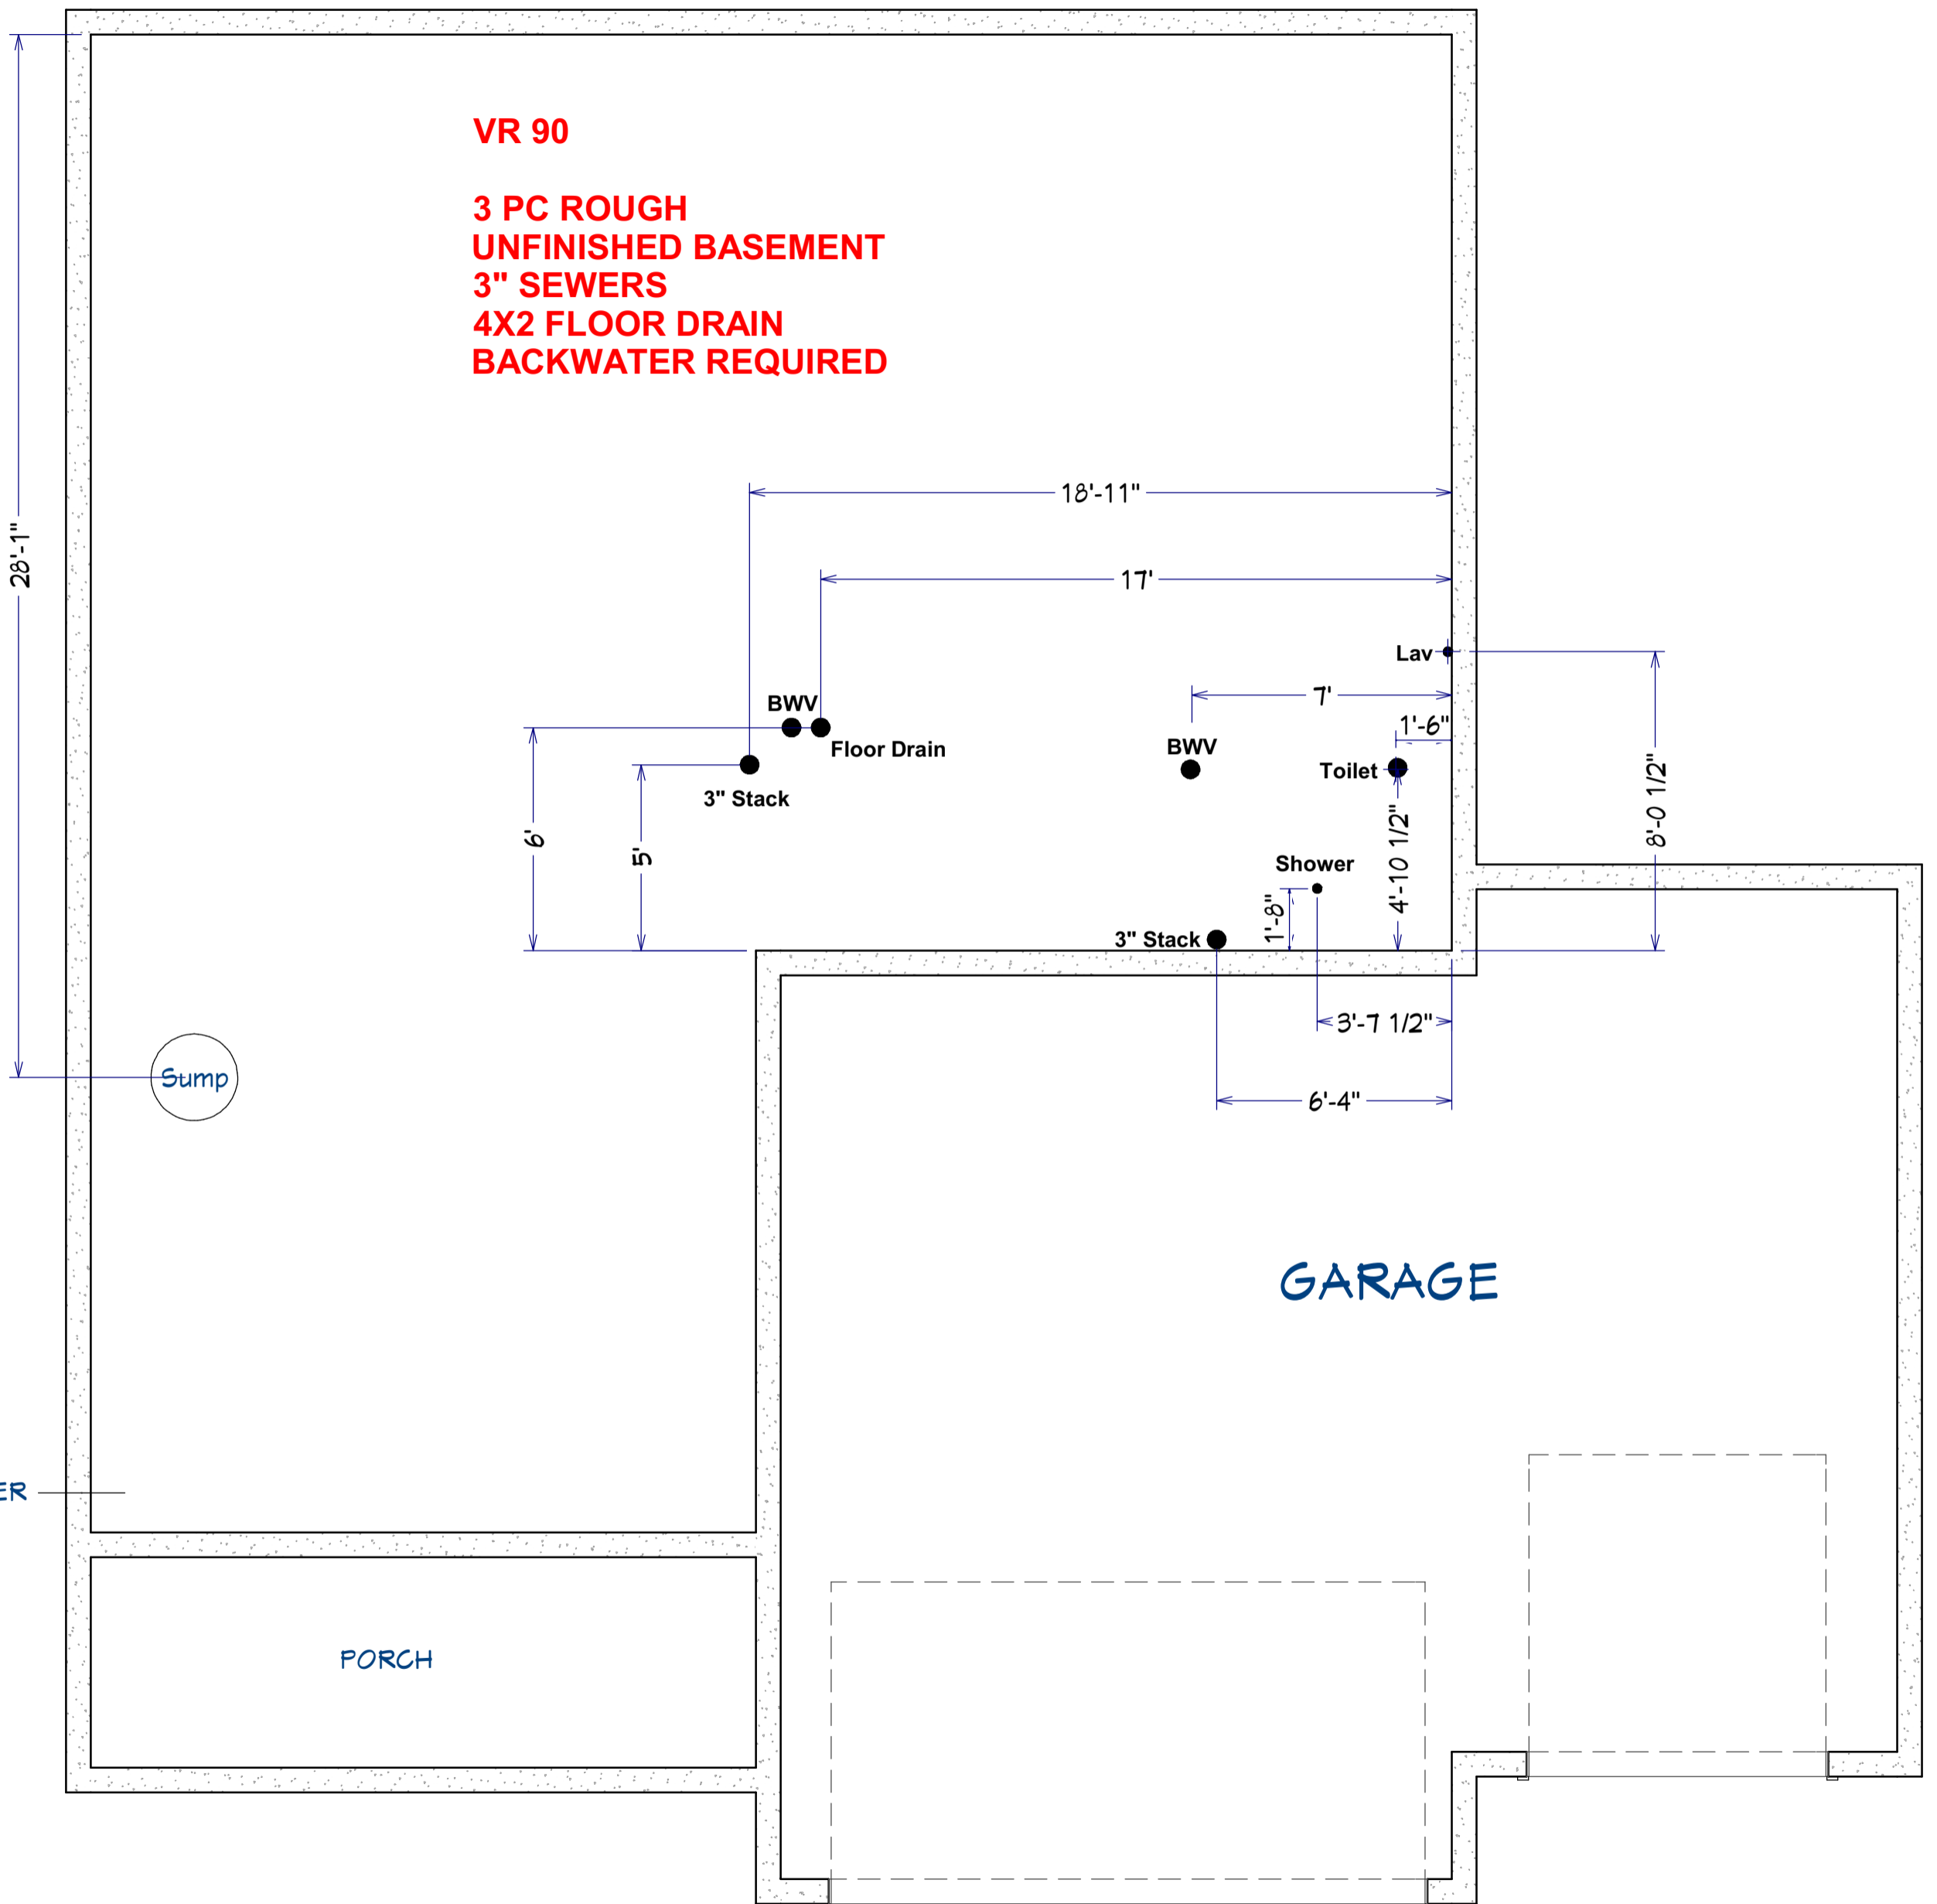 VR 90
3 PC ROUGH
UNFINISHED BASEMENT
3" SEWERS
4X2 FLOOR DRAIN
BACKWATER REQUIRED
18'-11"
28'-1"
17'
Lav
7'
BWV
1'-6"
Floor Drain
BWV
Toilet
3" Stack
8'-0 1/2"
6'
5'
4'-10 1/2"
Shower
1'-8"
3" Stack
3'-7 1/2"
Sump
6'-4"
GARAGE
ER
PORCH